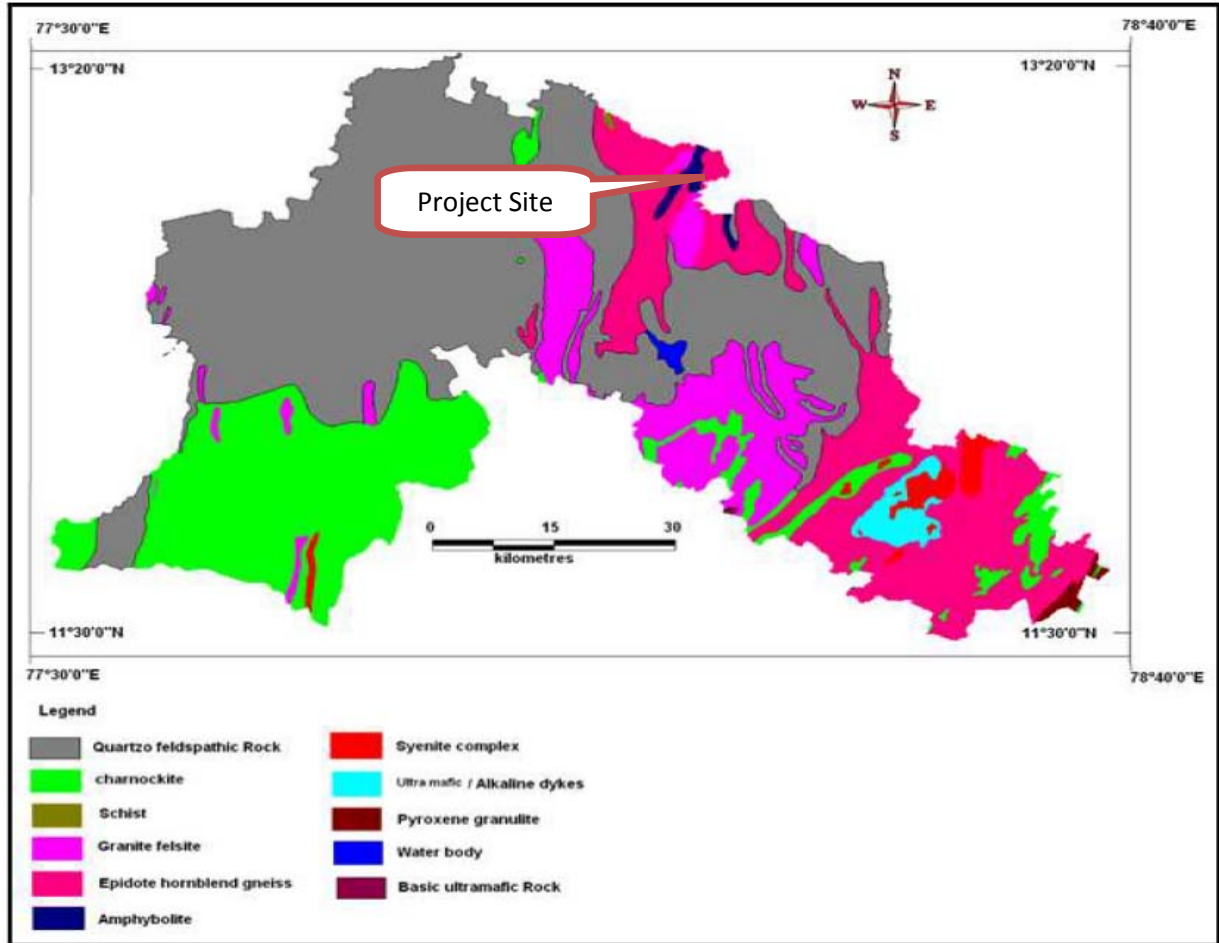 77°30'0"E
78°40'0"E
13°20'0"N
13°20'0"N
N
W E
S
Project Site
0 15 30
kilometres
11°30'0"N
11°30'0"N
77°30'0"E
78°40'0"E
Legend
Quartzo feldspathic Rock
charnockite
Schist
Granite felsite
Epidote hornblend gneiss
Amphybolite
Syenite complex
Ultra mafic / Alkaline dykes
Pyroxene granulite
Water body
Basic ultramafic Rock